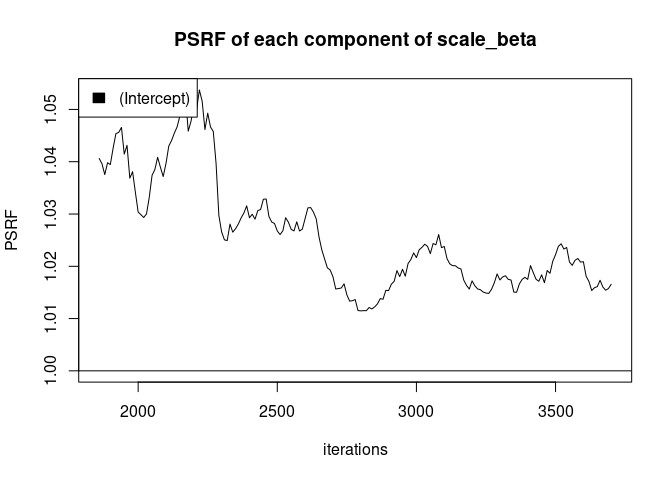 PSRF of each component of scale_beta
(Intercept)
PSRF
1.05
1.04
1.03
1.02
1.01
1.00
2000 2500 3000 3500
iterations